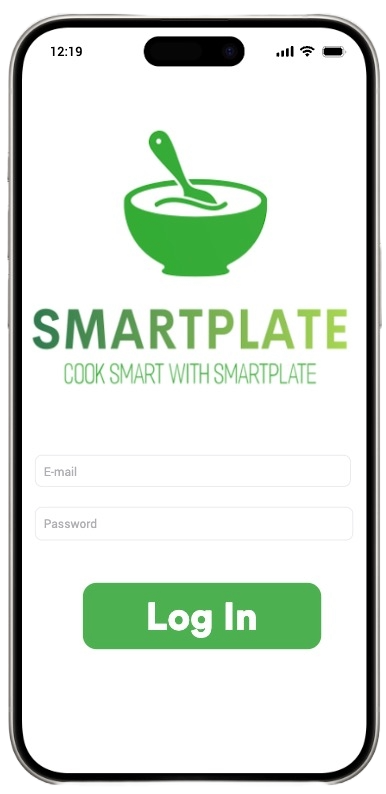 12:19
SMARTPLATE
COOK SMART WITH SMARTPLATE
E-mail
Password
Log In